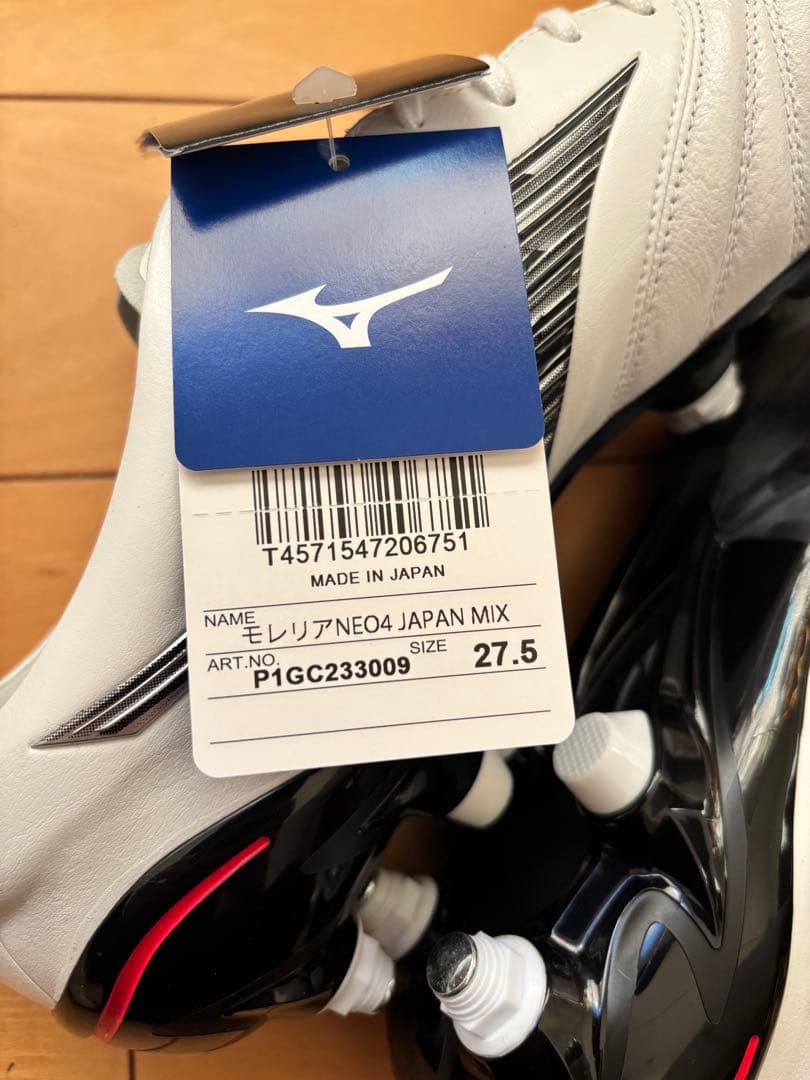 T4571547206751
MADE IN JAPAN
NAME モレリアNEO4 JAPAN MIX
ART.NO. P1GC233009 SIZE 27.5